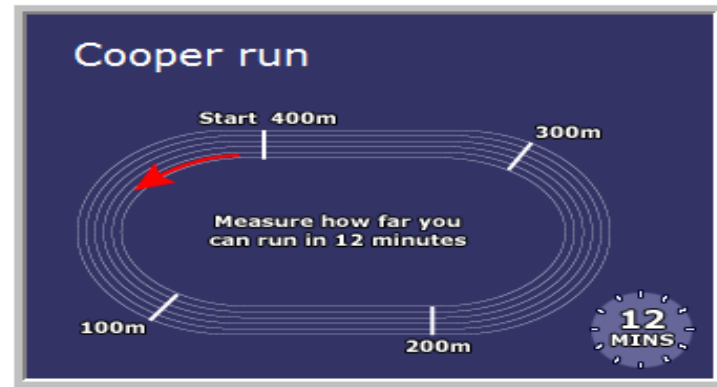 Cooper run
Start 400m
300m
Measure how far you
can run in 12 minutes
100m
200m
12
MINS